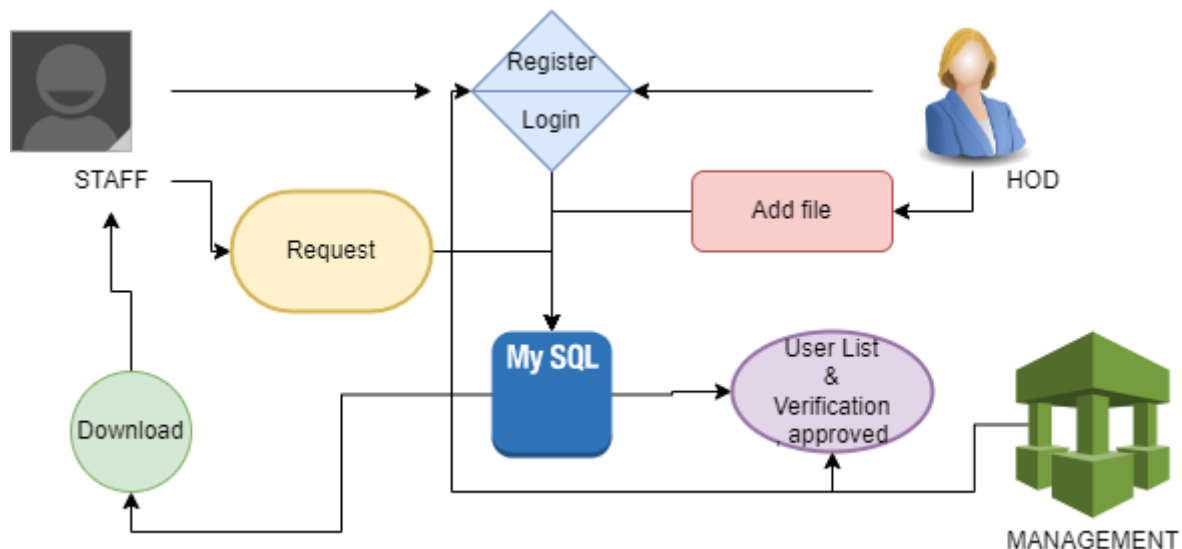 Register
Login
STAFF
HOD
Add file
Request
My SQL
User List
&
Verification
, approved
Download
MANAGEMENT